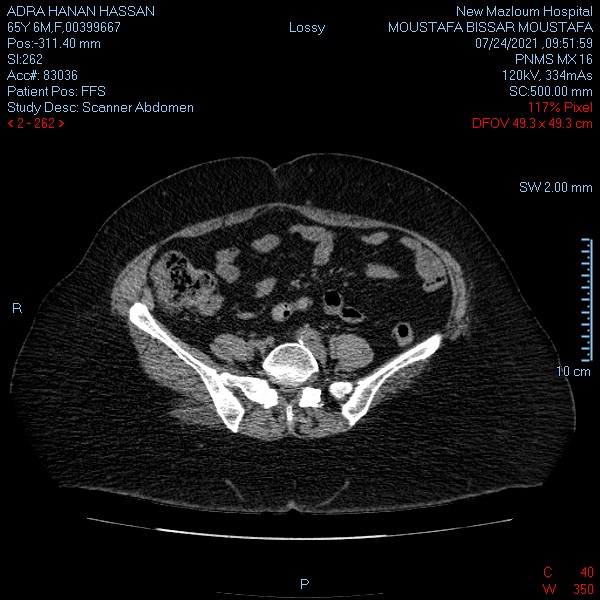 ADRA HANAN HASSAN
65Y 6M,F,00399667
Pos:-311.40 mm
SI:262
Acc#: 83036
Patient Pos: FFS
Study Desc: Scanner Abdomen
< 2 - 262 >
Lossy
New Mazloum Hospital
MOUSTAFA BISSAR MOUSTAFA
07/24/2021 ,09:51:59
PNMS MX 16
120kV, 334mAs
SC:500.00 mm
117% Pixel
DFOV 49.3 x 49.3 cm
SW 2.00 mm
R
10 cm
P
C 40
W 350